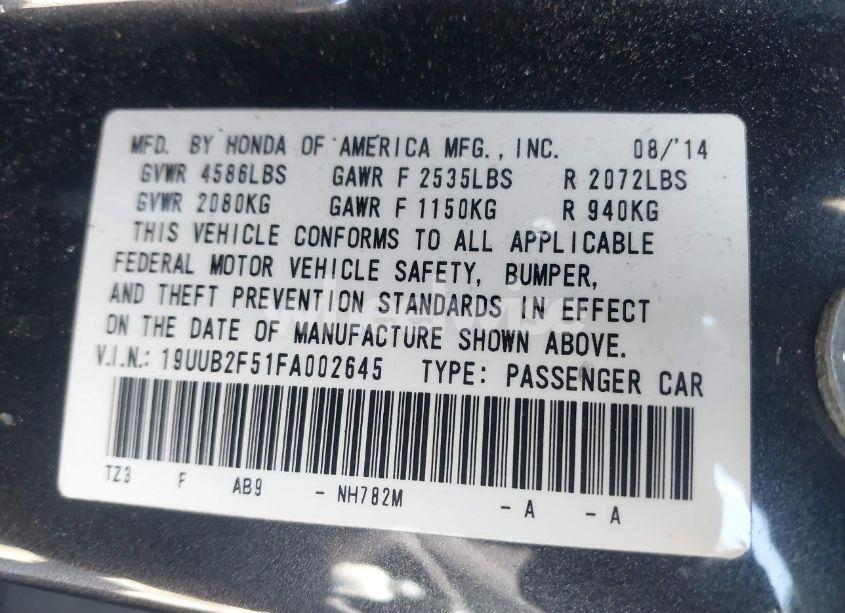 MFD. BY HONDA OF AMERICA MFG., INC. 08/'14
GVWR 4586LBS GAWR F 2535LBS R 2072LBS
GVWR 2080KG GAWR F 1150KG R 940KG
THIS VEHICLE CONFORMS TO ALL APPLICABLE
FEDERAL MOTOR VEHICLE SAFETY, BUMPER,
AND THEFT PREVENTION STANDARDS IN EFFECT
ON THE DATE OF MANUFACTURE SHOWN ABOVE.
V.I.N.: 19UUB2F51FA002645 TYPE: PASSENGER CAR
TZ3 F AB9 - NH782M - A - A